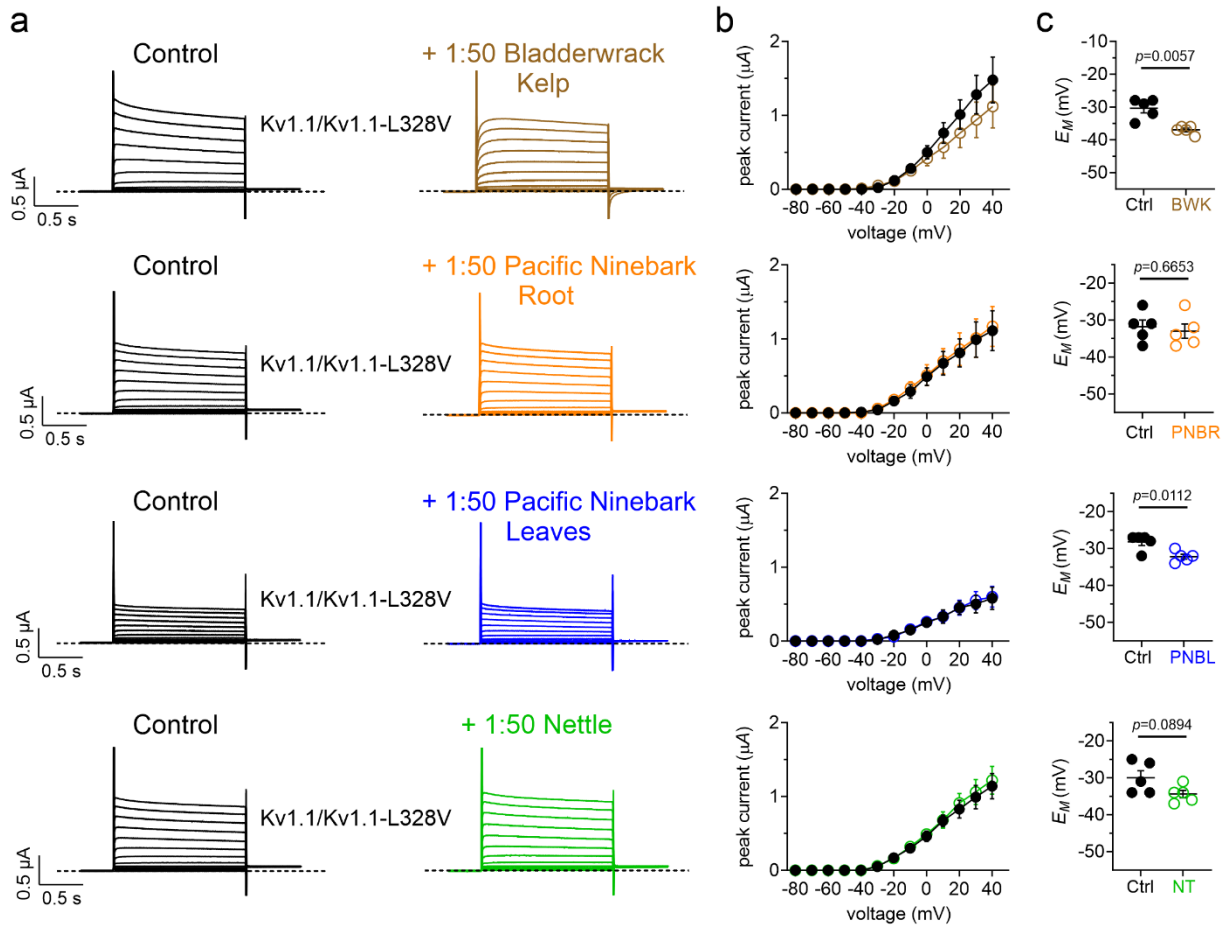 a
b
c
Control
+ 1:50 Bladderwrack
Kelp
Kv1.1/Kv1.1-L328V
0.5 µA
0.5 s
2
1
0
peak current (µA)
-80 -60 -40 -20 0 20 40
voltage (mV)
-10
-20
-30
-40
-50
EM (mV)
p=0.0057
Ctrl BWK
Control
+ 1:50 Pacific Ninebark
Root
Kv1.1/Kv1.1-L328V
0.5 µA
0.5 s
2
1
0
peak current (µA)
-80 -60 -40 -20 0 20 40
voltage (mV)
-20
-30
-40
-50
EM (mV)
p=0.6653
Ctrl PNBR
Control
+ 1:50 Pacific Ninebark
Leaves
Kv1.1/Kv1.1-L328V
0.5 µA
0.5 s
2
1
0
peak current (µA)
-80 -60 -40 -20 0 20 40
voltage (mV)
-20
-30
-40
-50
EM (mV)
p=0.0112
Ctrl PNBL
Control
+ 1:50 Nettle
Kv1.1/Kv1.1-L328V
0.5 µA
0.5 s
2
1
0
peak current (µA)
-80 -60 -40 -20 0 20 40
voltage (mV)
-20
-30
-40
-50
EM (mV)
p=0.0894
Ctrl NT